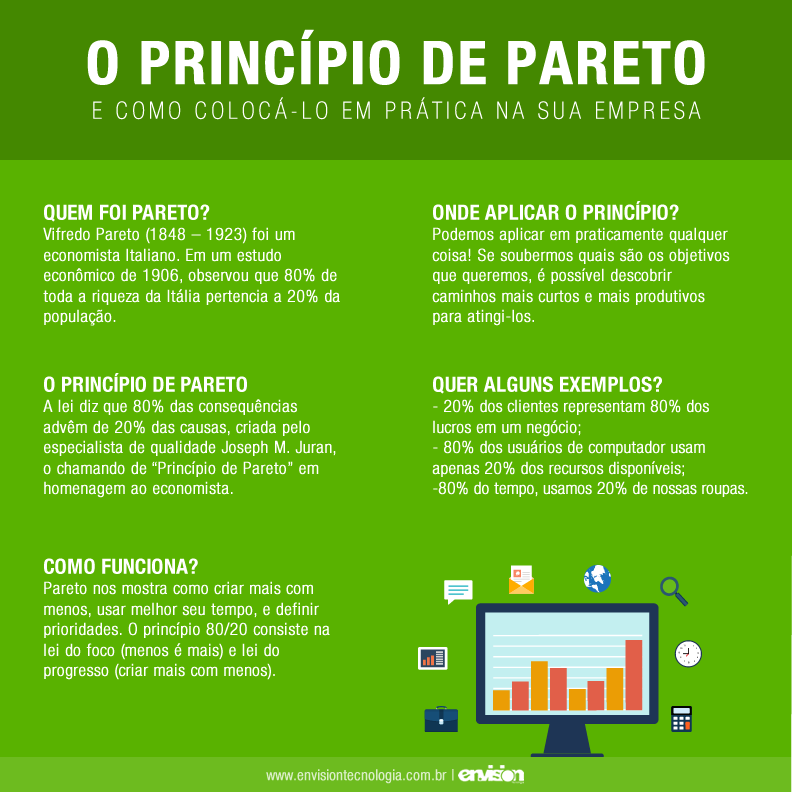 O PRINCÍPIO DE PARETO
E COMO COLOCÁ-LO EM PRÁTICA NA SUA EMPRESA
QUEM FOI PARETO?
Vifredo Pareto (1848 – 1923) foi um
economista Italiano. Em um estudo
econômico de 1906, observou que 80% de
toda a riqueza da Itália pertencia a 20% da
população.
O PRINCÍPIO DE PARETO
A lei diz que 80% das consequências
advêm de 20% das causas, criada pelo
especialista de qualidade Joseph M. Juran,
o chamando de “Princípio de Pareto” em
homenagem ao economista.
COMO FUNCIONA?
Pareto nos mostra como criar mais com
menos, usar melhor seu tempo, e definir
prioridades. O princípio 80/20 consiste na
lei do foco (menos é mais) e lei do
progresso (criar mais com menos).
ONDE APLICAR O PRINCÍPIO?
Podemos aplicar em praticamente qualquer
coisa! Se soubermos quais são os objetivos
que queremos, é possível descobrir
caminhos mais curtos e mais produtivos
para atingi-los.
QUER ALGUNS EXEMPLOS?
- 20% dos clientes representam 80% dos
lucros em um negócio;
- 80% dos usuários de computador usam
apenas 20% dos recursos disponíveis;
-80% do tempo, usamos 20% de nossas roupas.
www.envisiontecnologia.com.br | envision